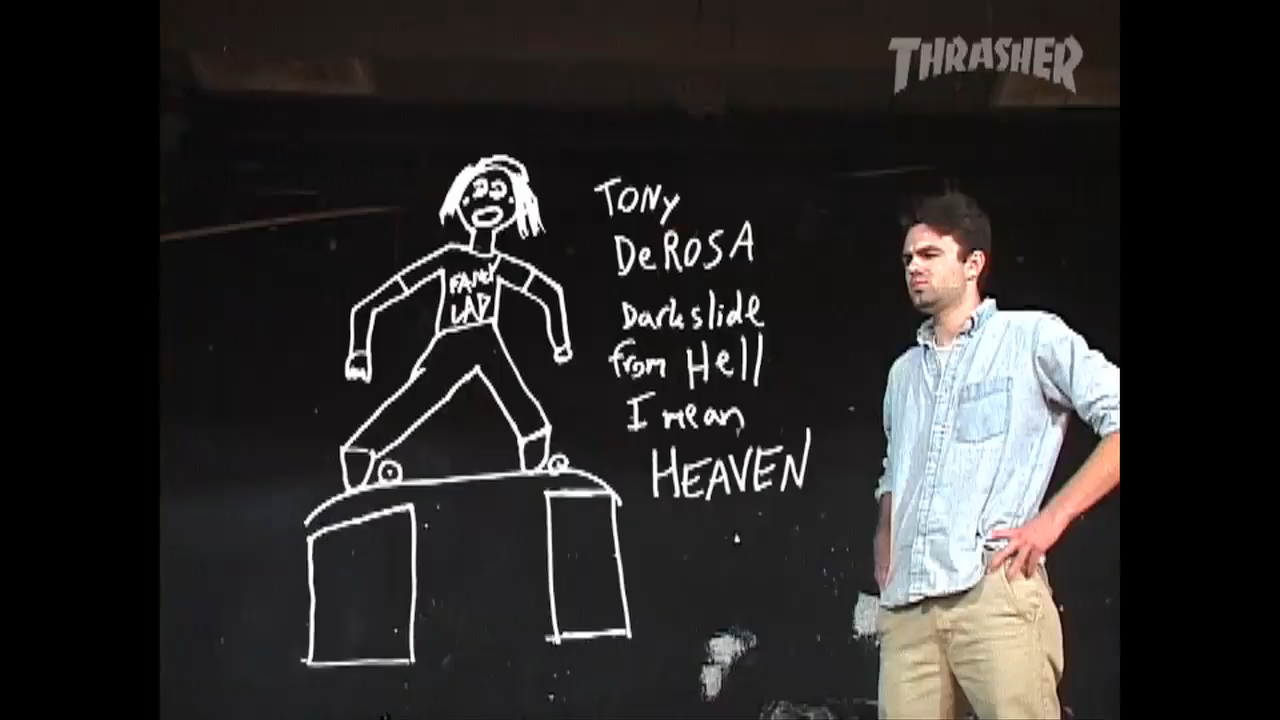 THRASHER
TONY
DeROSA
Darkslide
from Hell
I mean
HEAVEN
FANCY
LAD